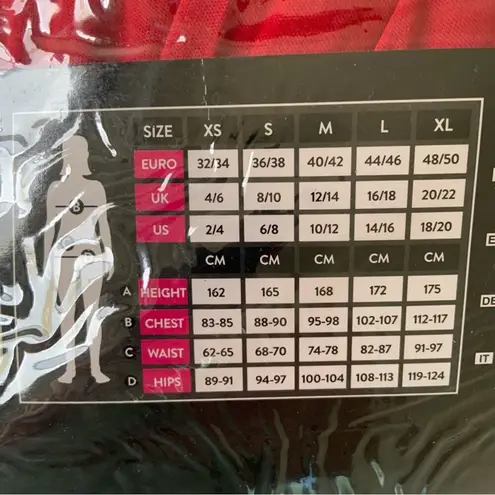 SIZE XS S M L XL
EURO 32/34 36/38 40/42 44/46 48/50
UK 4/6 8/10 12/14 16/18 20/22
US 2/4 6/8 10/12 14/16 18/20
CM CM CM CM CM
A HEIGHT 162 165 168 172 175
B CHEST 83-85 88-90 95-98 102-107 112-117
C WAIST 62-65 68-70 74-78 82-87 91-97
D HIPS 89-91 94-97 100-104 108-113 119-124
B
DE
IT